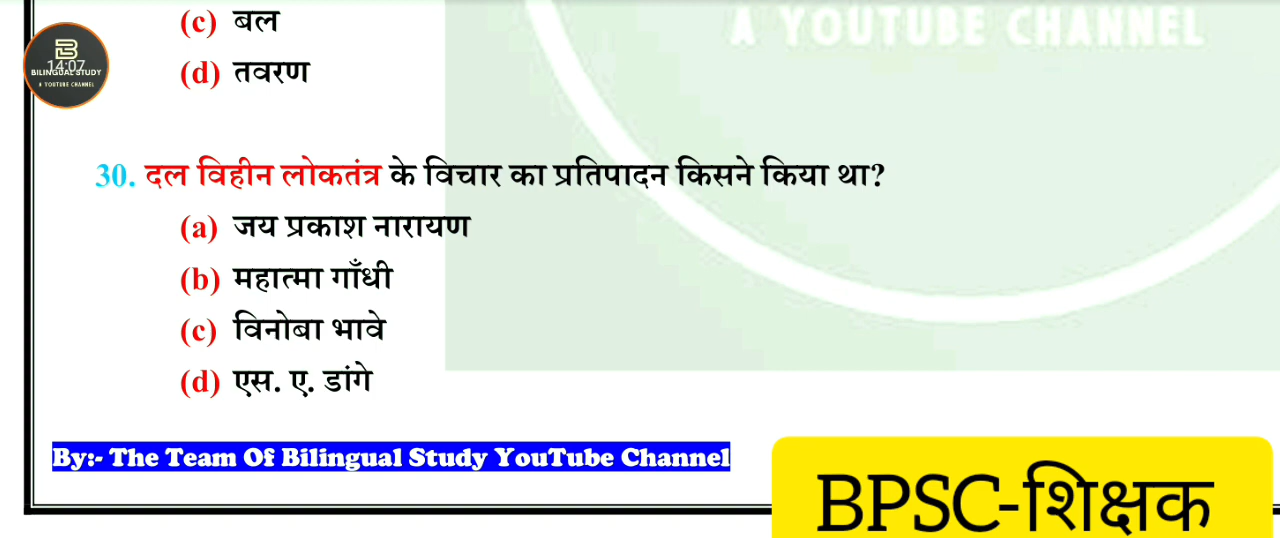 A YOUTUBE CHANNEL
(c) बल
14:07
BILINGUAL STUDY
A YOUTUBE CHANNEL
(d) तवरण
30. दल विहीन लोकतंत्र के विचार का प्रतिपादन किसने किया था?
(a) जय प्रकाश नारायण
(b) महात्मा गाँधी
(c) विनोबा भावे
(d) एस. ए. डांगे
By:- The Team Of Bilingual Study YouTube Channel
BPSC-शिक्षक